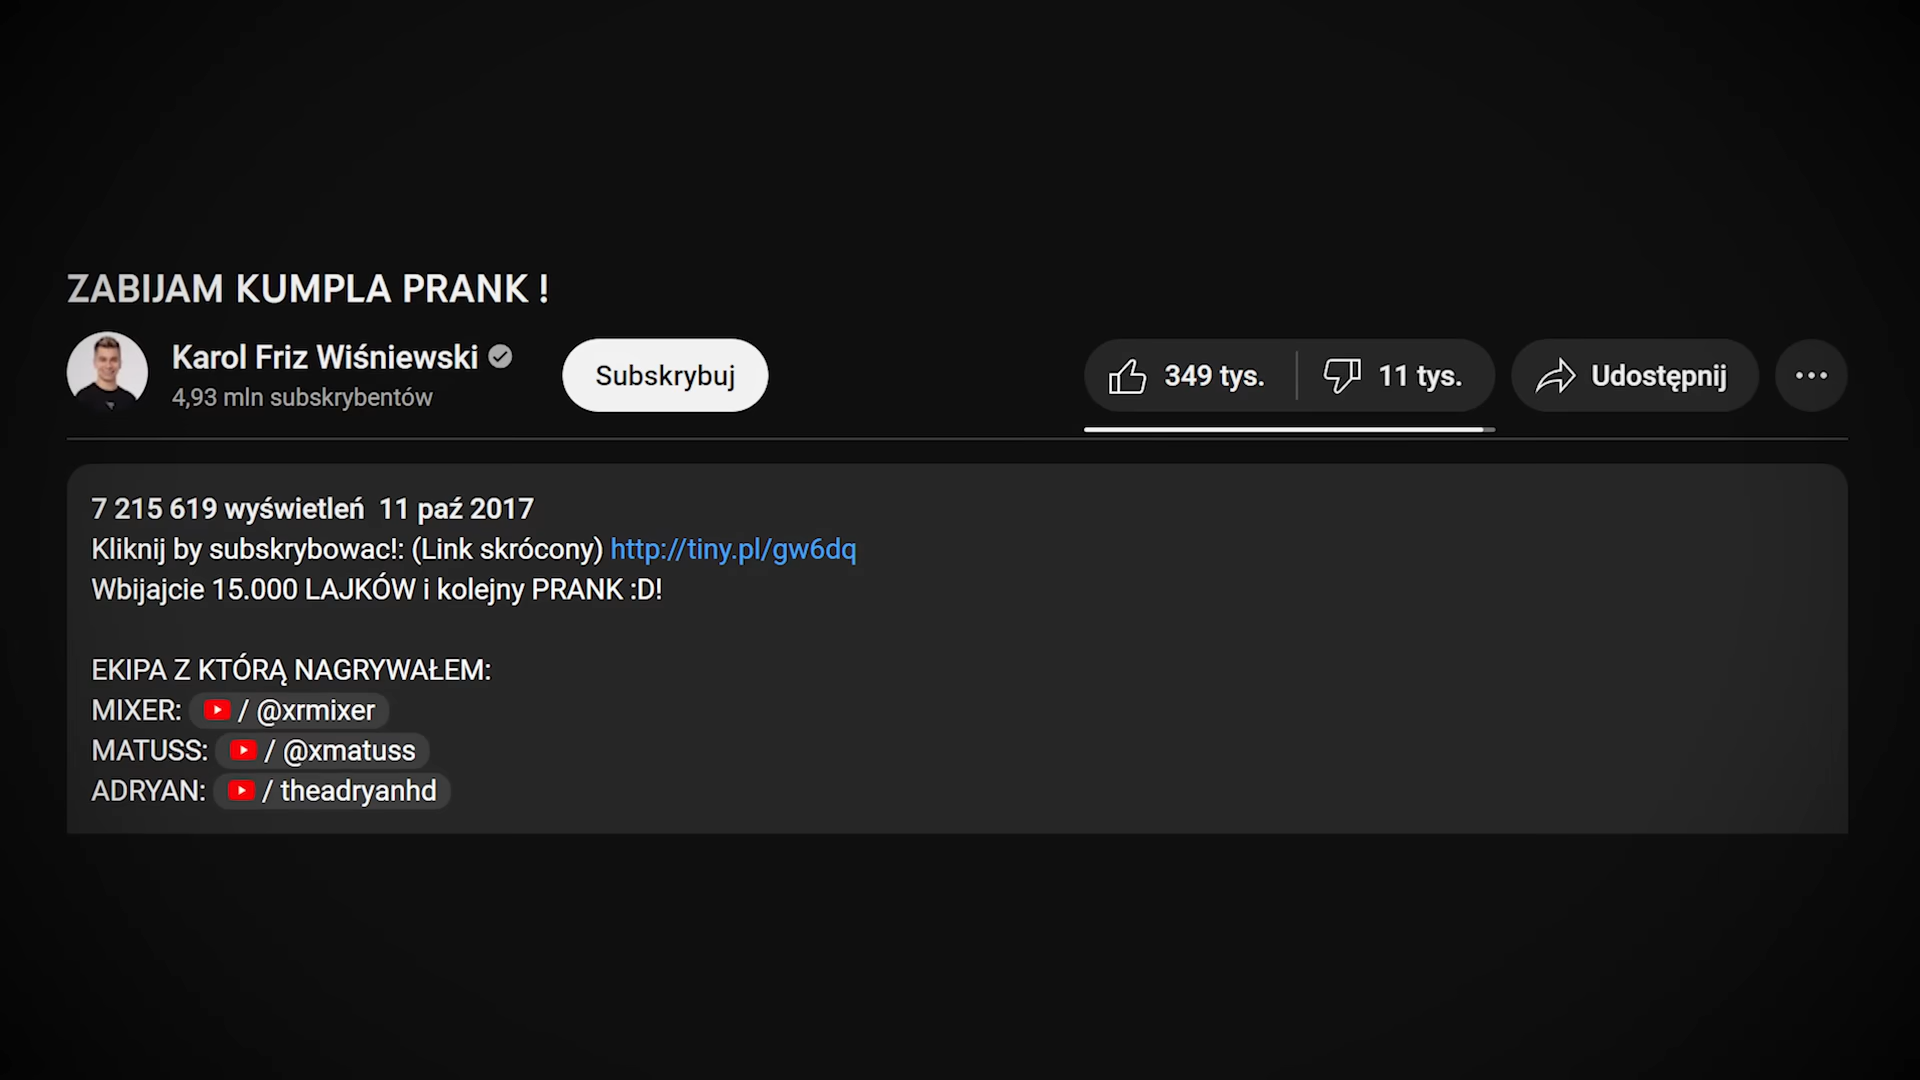 ZABIJAM KUMPLA PRANK !
Karol Friz Wiśniewski
4,93 mln subskrybentów
Subskrybuj
349 tys.
11 tys.
Udostępnij
7 215 619 wyświetleń  11 paź 2017
Kliknij by subskrybowac!: (Link skrócony) http://tiny.pl/gw6dq
Wbijajcie 15.000 LAJKÓW i kolejny PRANK :D!
EKIPA Z KTÓRĄ NAGRYWAŁEM:
MIXER: / @xrmixer
MATUSS: / @xmatuss
ADRYAN: / theadryanhd